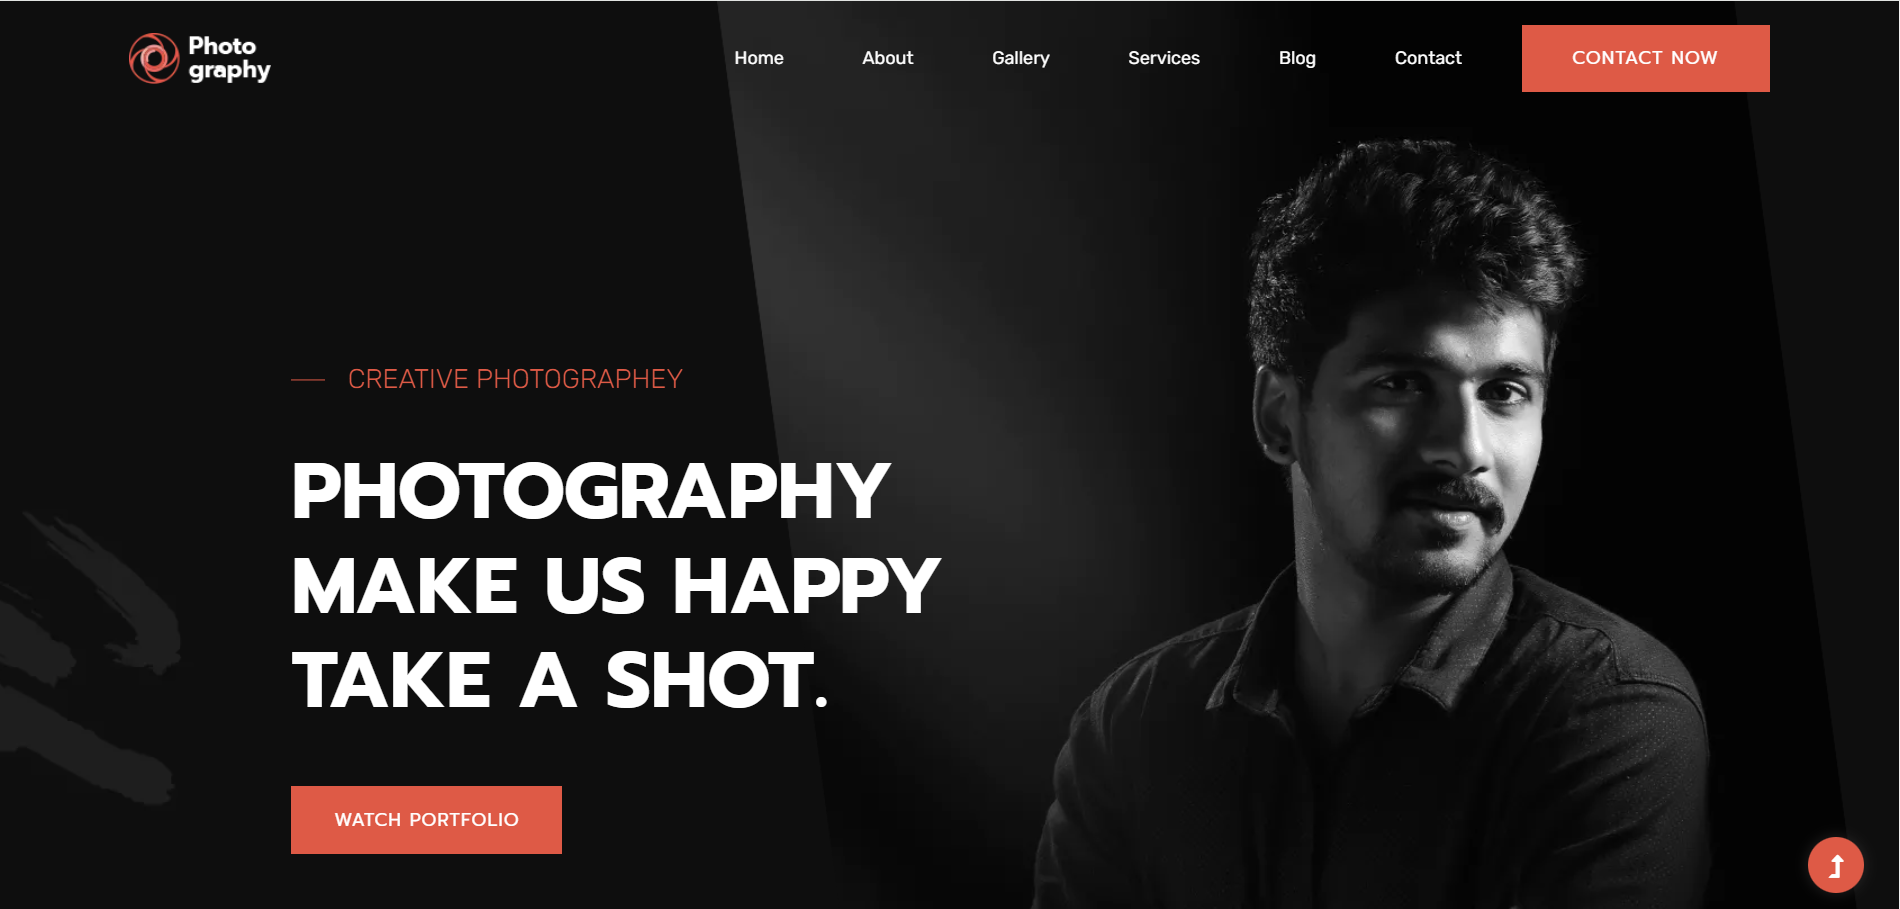 Photo
graphy
Home About Gallery Services Blog Contact CONTACT NOW
CREATIVE PHOTOGRAPHEY
PHOTOGRAPHY
MAKE US HAPPY
TAKE A SHOT.
WATCH PORTFOLIO